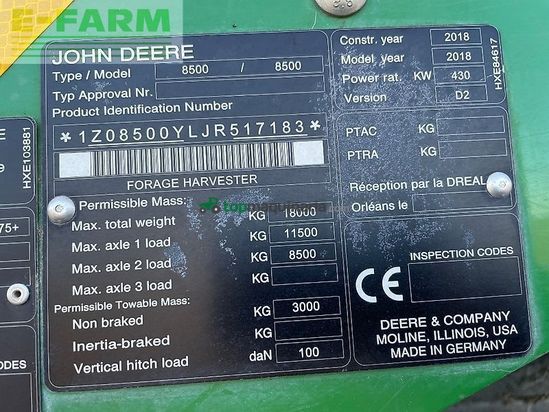 E-FARM
JOHN DEERE
Type / Model 8500 / 8500
Typ Approval Nr.
Product Identification Number
*1Z08500YLJR517183*
FORAGE HARVESTER
Permissible Mass:
Max. total weight KG 18000
Max. axle 1 load KG 11500
Max. axle 2 load KG 8500
Max. axle 3 load KG
Permissible Towable Mass:
Non braked KG 3000
Inertia-braked KG
Vertical hitch load daN 100
Constr. year 2018
Model year 2018
Power rat. KW 430
Version D2
PTAC KG
PTRA KG
Réception par la DREAL
Orléans le
INSPECTION CODES
CE
DEERE & COMPANY
MOLINE, ILLINOIS, USA
MADE IN GERMANY
HXE84617
HXE103881
75+
topmaquinaria